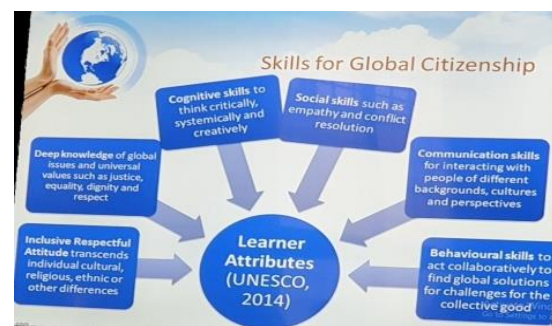 Skills for Global Citizenship
Cognitive skills to
think critically,
systemically and
creatively
Social skills such as
empathy and conflict
resolution
Deep knowledge of global
issues and universal
values such as justice,
equality, dignity and
respect
Communication skills
for interacting with
people of different
backgrounds, cultures
and perspectives
Inclusive Respectful
Attitude transcends
individual cultural,
religious, ethnic or
other differences
Learner
Attributes
(UNESCO,
2014)
Behavioural skills to
act collaboratively to
find global solutions
for challenges for the
collective good
Go to Settings to